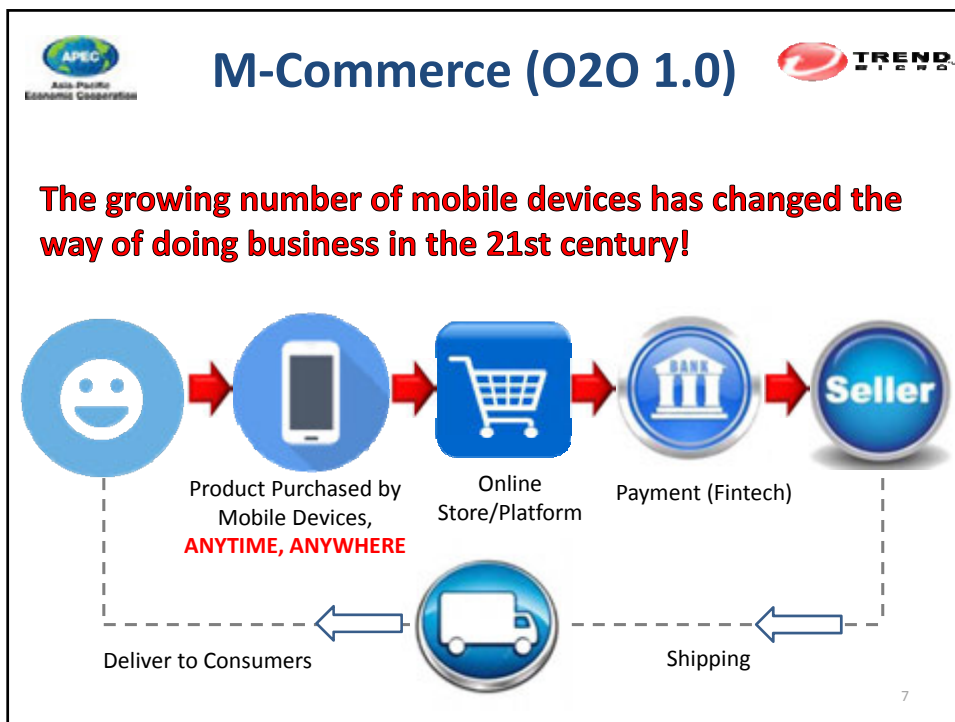 APEC
Asia-Pacific
Economic Cooperation
M-Commerce (O2O 1.0)
TREND
MICRO
The growing number of mobile devices has changed the
way of doing business in the 21st century!
BANK
Seller
Product Purchased by
Mobile Devices,
ANYTIME, ANYWHERE
Online
Store/Platform
Payment (Fintech)
Deliver to Consumers
Shipping
7